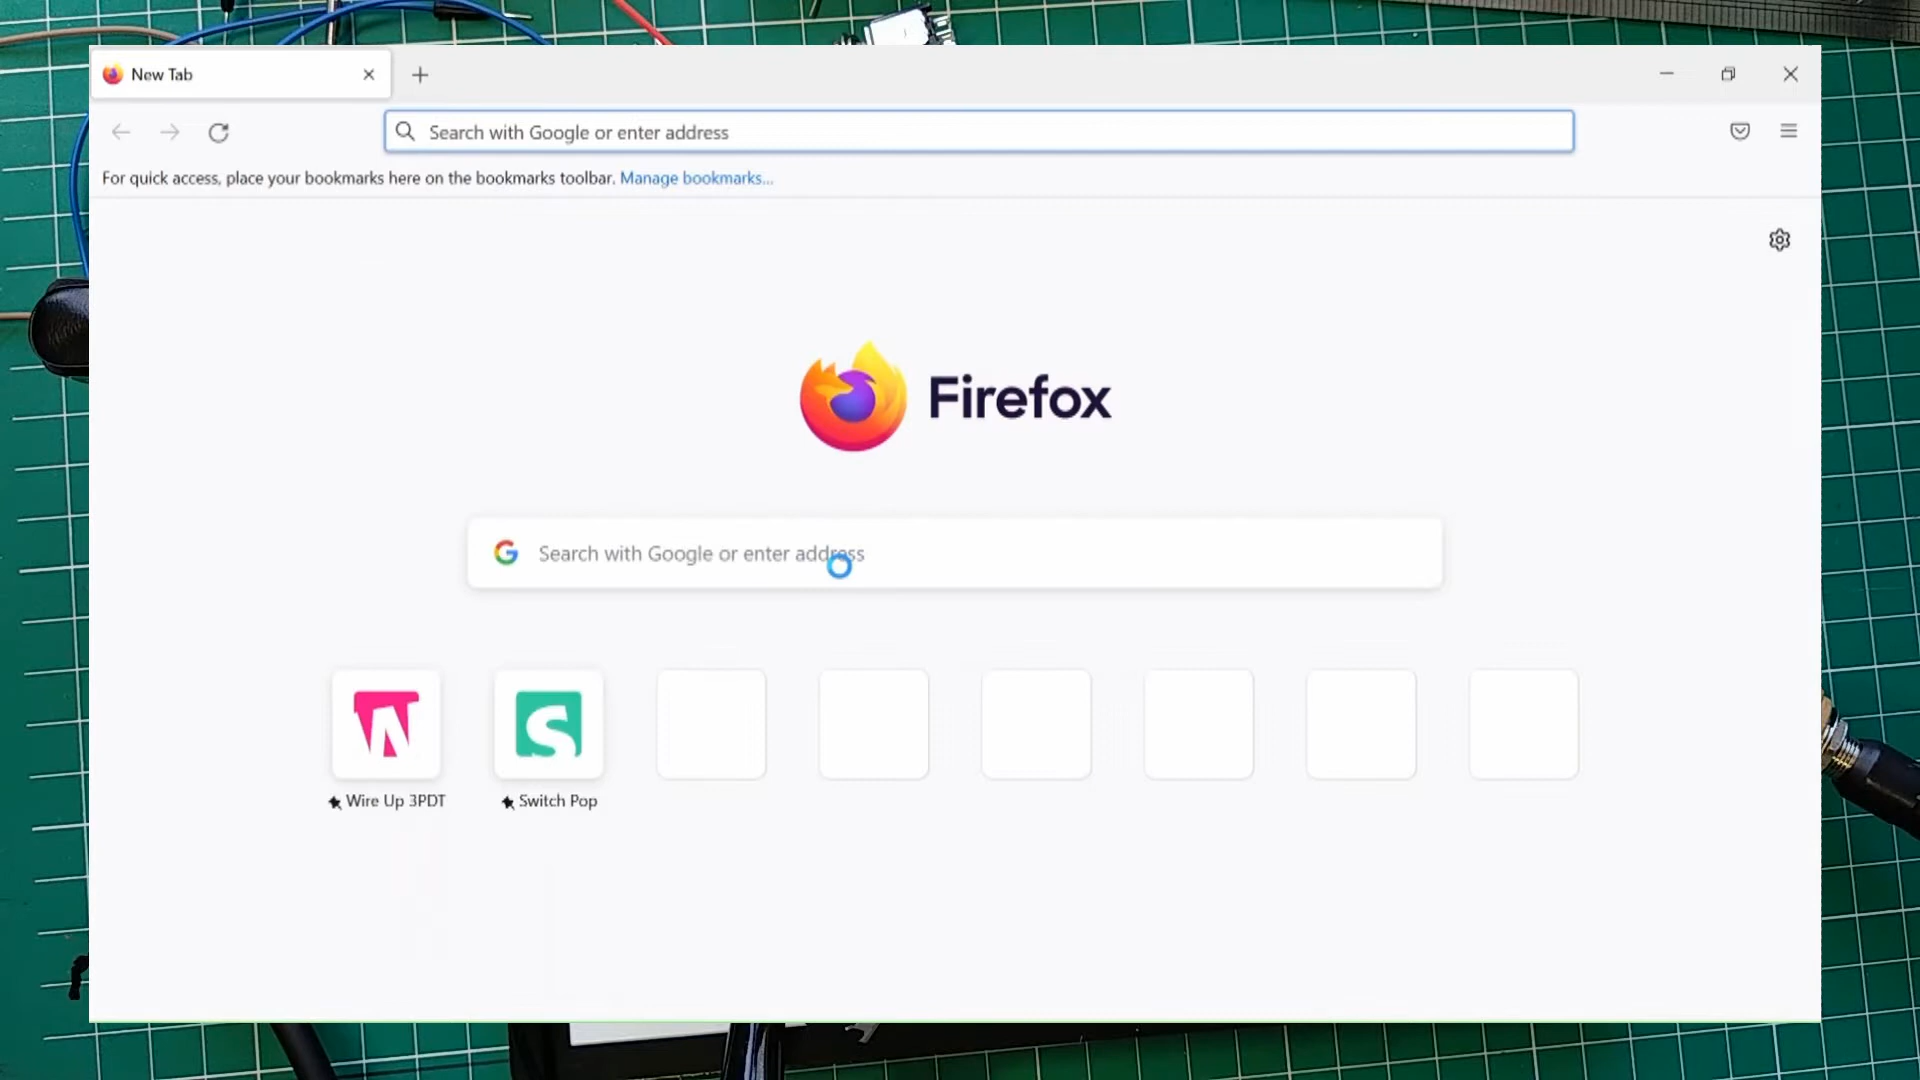 New Tab
Search with Google or enter address
For quick access, place your bookmarks here on the bookmarks toolbar. Manage bookmarks...
Firefox
Search with Google or enter address
Wire Up 3PDT
Switch Pop